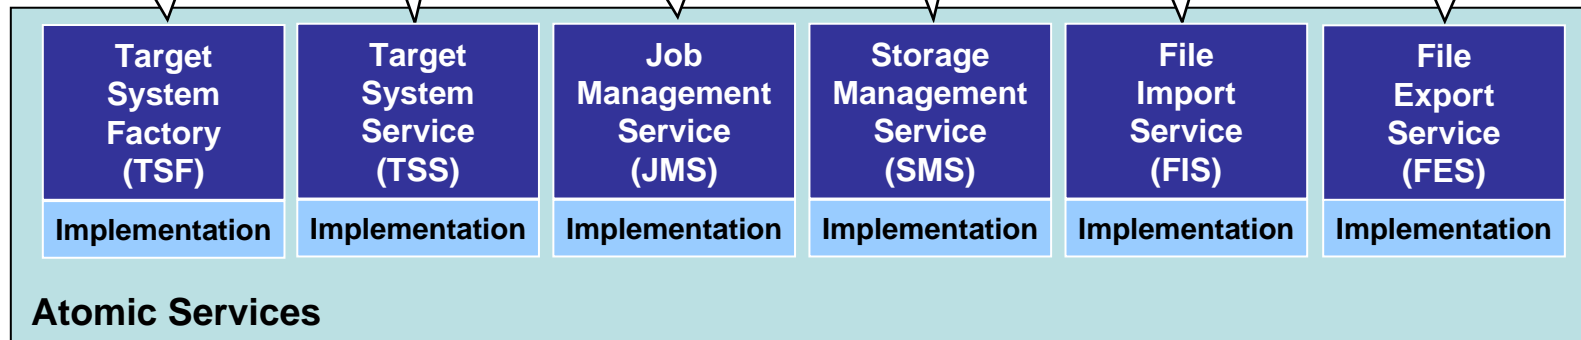 Target
System
Factory
(TSF)
Implementation
Target
System
Service
(TSS)
Implementation
Job
Management
Service
(JMS)
Implementation
Storage
Management
Service
(SMS)
Implementation
File
Import
Service
(FIS)
Implementation
File
Export
Service
(FES)
Implementation
Atomic Services